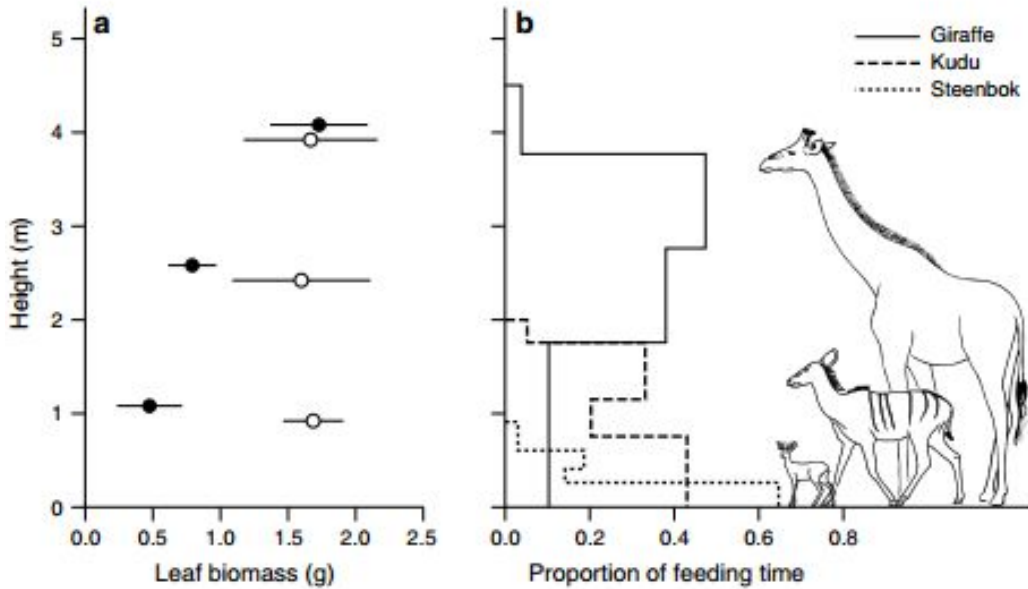 a
5
4
3
2
1
0
Height (m)
0.0 0.5 1.0 1.5 2.0 2.5
Leaf biomass (g)
b
Giraffe
Kudu
Steenbok
0.0 0.2 0.4 0.6 0.8
Proportion of feeding time